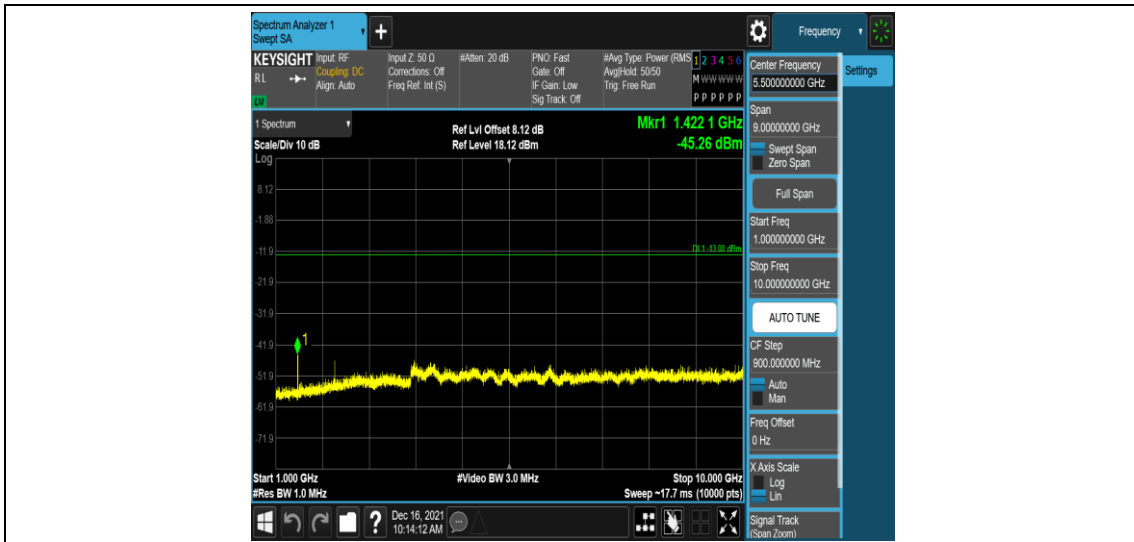 Spectrum Analyzer 1
Swept SA
+
Frequency
KEYSIGHT
RL
LXI
Input: RF
Coupling: DC
Align: Auto
Input Z: 50 Ω
Corrections: Off
Freq Ref: Int (S)
#Atten: 20 dB
PNO: Fast
Gate: Off
IF Gain: Low
Sig Track: Off
#Avg Type: Power (RMS
Avg|Hold: 50/50
Trig: Free Run
1 2 3 4 5 6
M W W W W W
P P P P P P
1 Spectrum
Scale/Div 10 dB
Log
Ref Lvl Offset 8.12 dB
Ref Level 18.12 dBm
Mkr1 1.422 1 GHz
-45.26 dBm
8.12
-1.88
-11.9
DL1 -13.00 dBm
-21.9
-31.9
-41.9
1
-51.9
-61.9
-71.9
Start 1.000 GHz
#Res BW 1.0 MHz
#Video BW 3.0 MHz
Stop 10.000 GHz
Sweep ~17.7 ms (10000 pts)
Center Frequency
5.500000000 GHz
Settings
Span
9.00000000 GHz
Swept Span
Zero Span
Full Span
Start Freq
1.000000000 GHz
Stop Freq
10.000000000 GHz
AUTO TUNE
CF Step
900.000000 MHz
Auto
Man
Freq Offset
0 Hz
X Axis Scale
Log
Lin
Signal Track
(Span Zoom)
?
Dec 16, 2021
10:14:12 AM